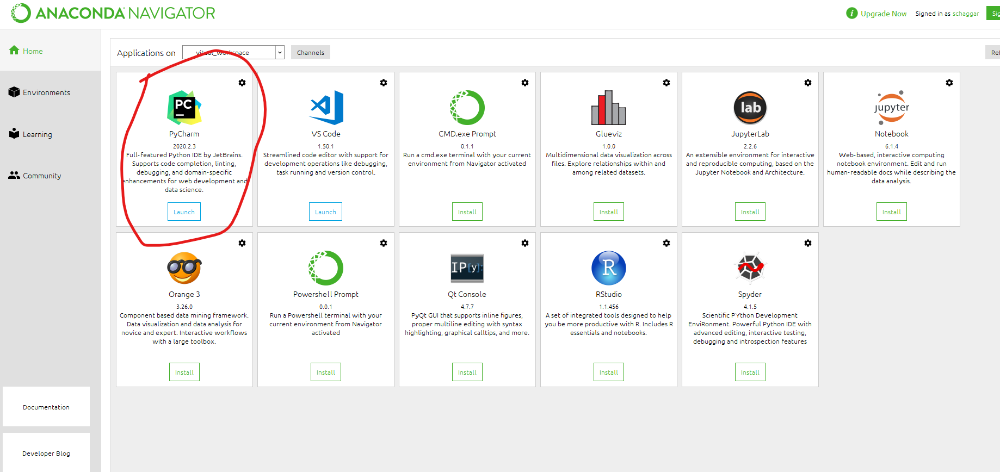 ANACONDA NAVIGATOR
Upgrade Now
Signed in as schaggar
Home
Environments
Learning
Community
Documentation
Developer Blog
Applications on
Channels
PC
PyCharm
2020.2.3
Full-featured Python IDE by JetBrains.
Supports code completion, linting,
debugging, and domain-specific
enhancements for web development and
data science.
Launch
VS Code
1.50.1
Streamlined code editor with support for
development operations like debugging,
task running and version control.
Launch
CMD.exe Prompt
0.1.1
Run a cmd.exe terminal with your current
environment from Navigator activated
Install
Glueviz
1.0.0
Multidimensional data visualization across
files. Explore relationships within and
among related datasets.
Install
lab
JupyterLab
2.2.6
An extensible environment for interactive
and reproducible computing, based on the
Jupyter Notebook and Architecture.
Install
jupyter
Notebook
6.1.4
Web-based, interactive computing
notebook environment. Edit and run
human-readable docs while describing the
data analysis.
Install
Orange 3
3.26.0
Component based data mining framework.
Data visualization and data analysis for
novice and expert. Interactive workflows
with a large toolbox.
Install
Powershell Prompt
0.0.1
Run a Powershell terminal with your
current environment from Navigator
activated
Install
IP[y]:
Qt Console
4.7.7
PyQt GUI that supports inline figures,
proper multiline editing with syntax
highlighting, graphical calltips, and more.
Install
R
RStudio
1.1.456
A set of integrated tools designed to help
you be more productive with R. Includes R
essentials and notebooks.
Install
Spyder
4.1.5
Scientific PYthon Development
EnviRonment. Powerful Python IDE with
advanced editing, interactive testing,
debugging and introspection features
Install